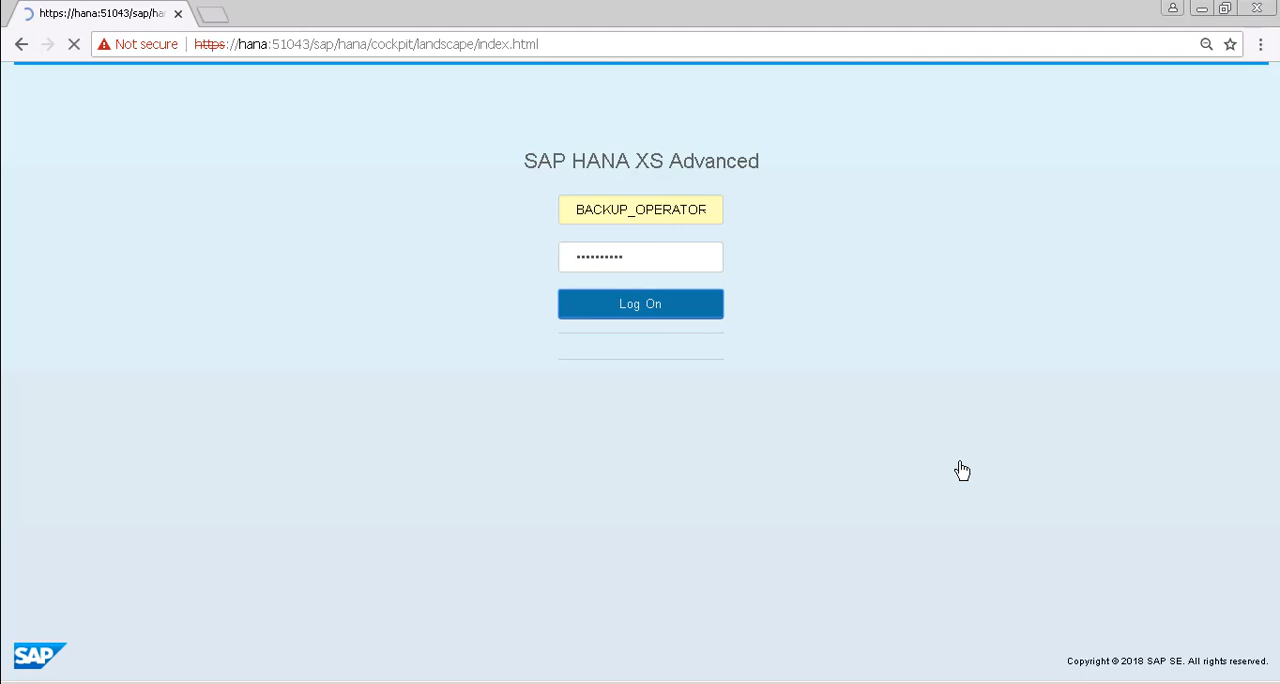 https://hana:51043/sap/ha
Not secure
https://hana:51043/sap/hana/cockpit/landscape/index.html
SAP HANA XS Advanced
BACKUP_OPERATOR
••••••••••
Log On
SAP
Copyright © 2018 SAP SE. All rights reserved.